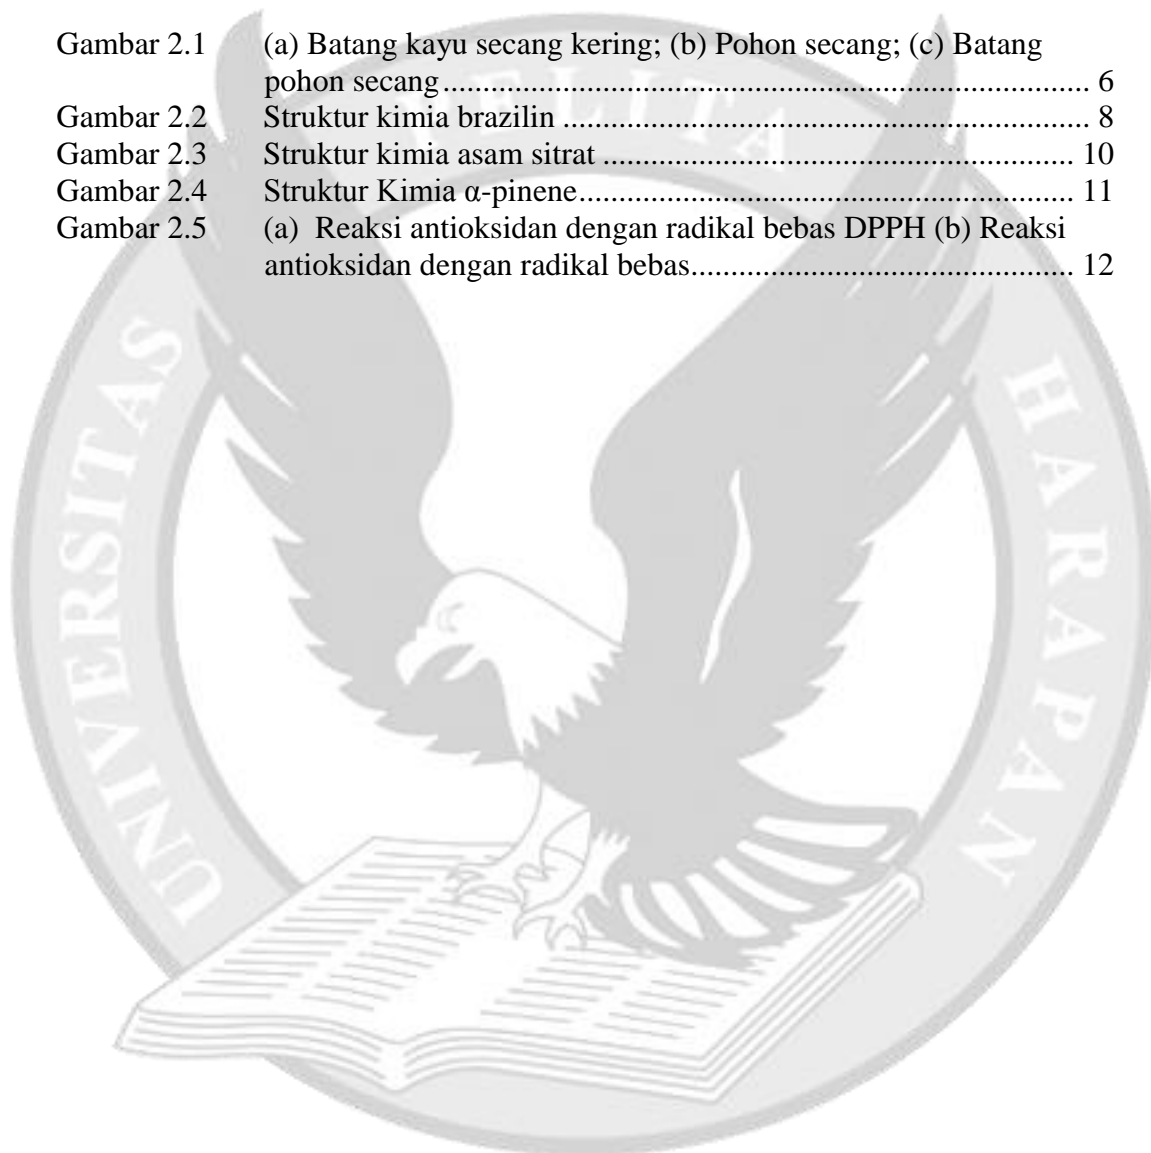 Gambar 2.1 (a) Batang kayu secang kering; (b) Pohon secang; (c) Batang
pohon secang................................................................................. 6
Gambar 2.2 Struktur kimia brazilin .................................................................. 8
Gambar 2.3 Struktur kimia asam sitrat ........................................................... 10
Gambar 2.4 Struktur Kimia α-pinene.............................................................. 11
Gambar 2.5 (a) Reaksi antioksidan dengan radikal bebas DPPH (b) Reaksi
antioksidan dengan radikal bebas................................................ 12
UNIVERSITAS
PELITA
HARAPAN